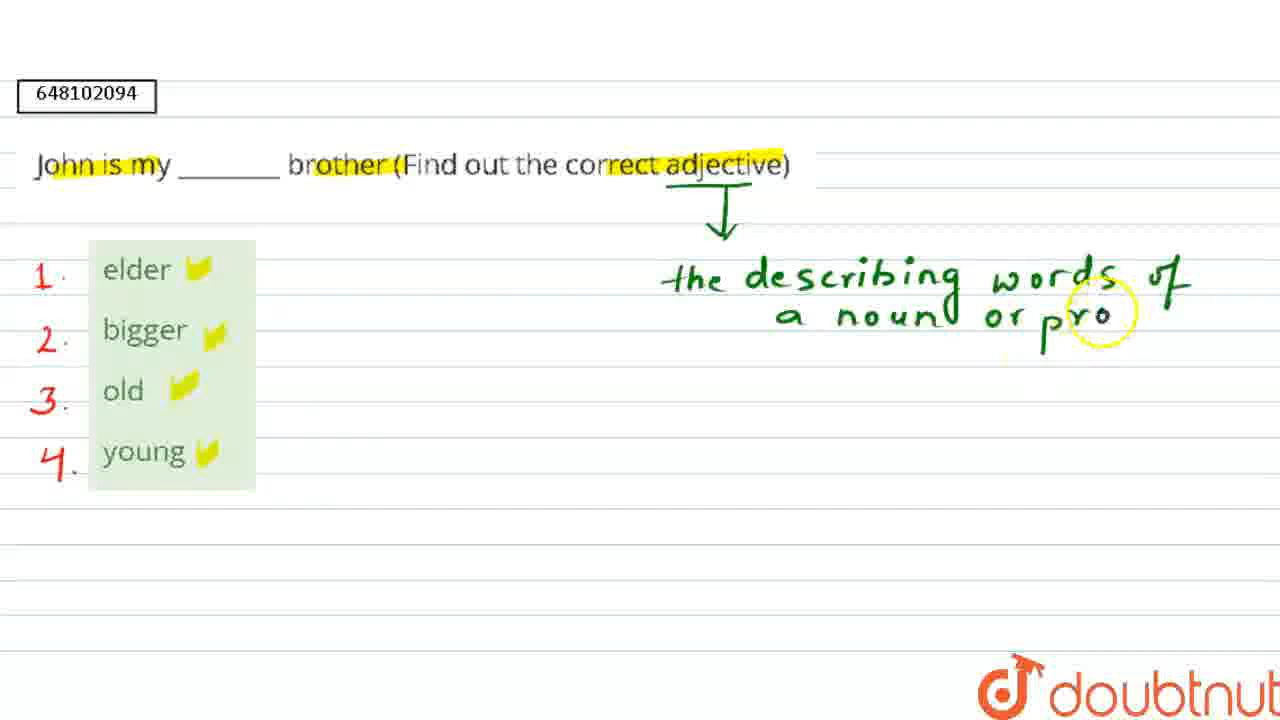 648102094
John is my ________ brother (Find out the correct adjective)
the describing words of
a noun or pro
1. elder
2. bigger
3. old
4. young
doubtnut